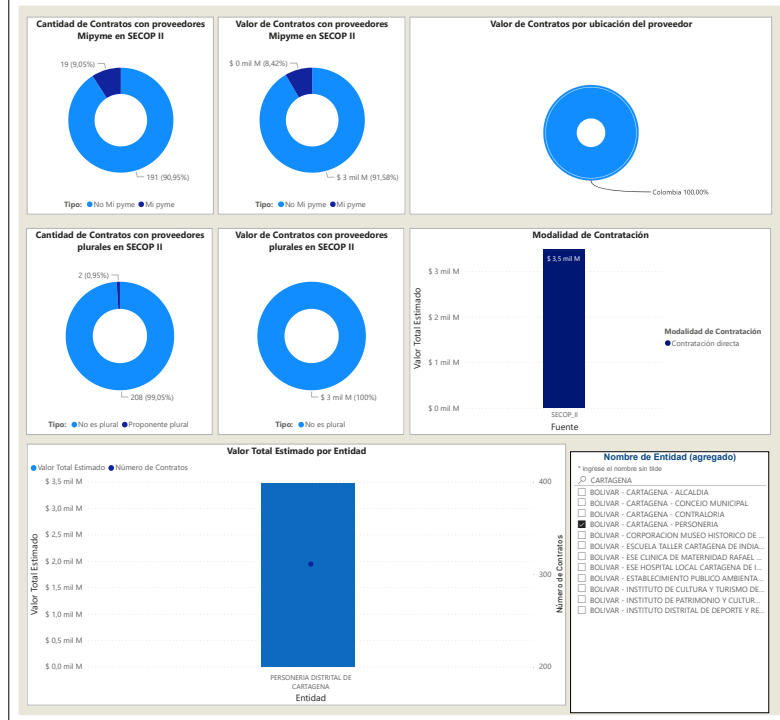 Cantidad de Contratos con proveedores
Mipyme en SECOP II
19 (9,05%)
191 (90,95%)
Tipo: No Mi pyme Mi pyme
Valor de Contratos con proveedores
Mipyme en SECOP II
$ 0 mil M (8,42%)
$ 3 mil M (91,58%)
Tipo: No Mi pyme Mi pyme
Valor de Contratos por ubicación del proveedor
Colombia 100,00%
Cantidad de Contratos con proveedores
plurales en SECOP II
2 (0,95%)
208 (99,05%)
Tipo: No es plural Proponente plural
Valor de Contratos con proveedores
plurales en SECOP II
$ 3 mil M (100%)
Tipo: No es plural
Modalidad de Contratación
$ 3,5 mil M
$ 3 mil M
$ 2 mil M
$ 1 mil M
$ 0 mil M
Valor Total Estimado
SECOP_II
Fuente
Modalidad de Contratación
Contratación directa
Valor Total Estimado por Entidad
Valor Total Estimado Número de Contratos
$ 3,5 mil M
$ 3,0 mil M
$ 2,5 mil M
$ 2,0 mil M
$ 1,5 mil M
$ 1,0 mil M
$ 0,5 mil M
$ 0,0 mil M
Valor Total Estimado
400
300
200
Número de Contratos
PERSONERIA DISTRITAL DE
CARTAGENA
Entidad
Nombre de Entidad (agregado)
* ingrese el nombre sin tilde
CARTAGENA
BOLIVAR - CARTAGENA - ALCALDIA
BOLIVAR - CARTAGENA - CONCEJO MUNICIPAL
BOLIVAR - CARTAGENA - CONTRALORIA
BOLIVAR - CARTAGENA - PERSONERIA
BOLIVAR - CORPORACION MUSEO HISTORICO DE ...
BOLIVAR - ESCUELA TALLER CARTAGENA DE INDIA...
BOLIVAR - ESE CLINICA DE MATERNIDAD RAFAEL ...
BOLIVAR - ESE HOSPITAL LOCAL CARTAGENA DE I...
BOLIVAR - ESTABLECIMIENTO PUBLICO AMBIENTA...
BOLIVAR - INSTITUTO DE CULTURA Y TURISMO DE...
BOLIVAR - INSTITUTO DE PATRIMONIO Y CULTUR...
BOLIVAR - INSTITUTO DISTRITAL DE DEPORTE Y RE...